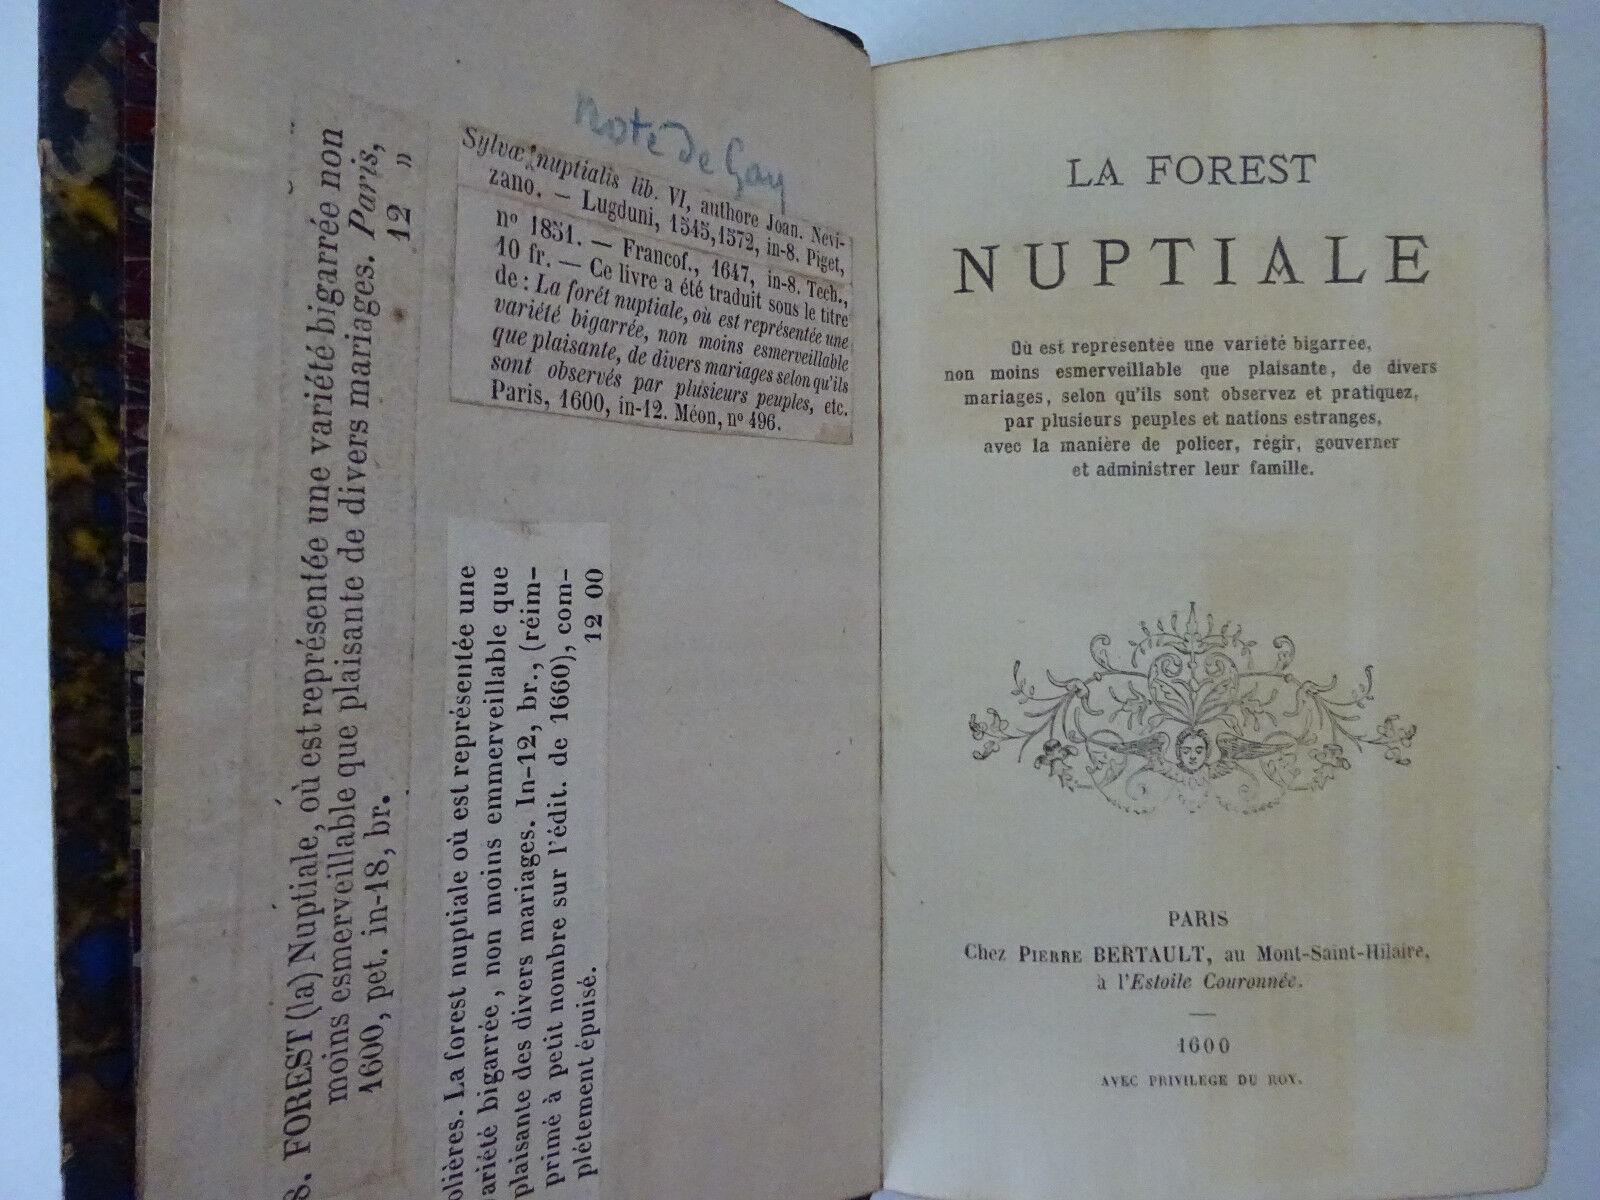 8. FOREST (la) Nuptiale, où est représentée une variété bigarrée non
moins esmerveillable que plaisante de divers mariages. Paris,
1600, pet. in-18, br. 12 »
Note de Gay
Sylvæ nuptialis lib. VI, authore Joan. Nevi-
zano. — Lugduni, 1545, 1572, in-8. Piget,
nº 1851. — Francof., 1647, in-8. Tech.,
10 fr. — Ce livre a été traduit sous le titre
de : La forêt nuptiale, où est représentée une
variété bigarrée, non moins esmerveillable
que plaisante, de divers mariages selon qu'ils
sont observés par plusieurs peuples, etc.
Paris, 1600, in-12. Méon, nº 496.
olières. La forest nuptiale où est représentée une
ariété bigarrée, non moins emmerveillable que
plaisante des divers mariages. In-12, br., (réim-
primé à petit nombre sur l'édit. de 1660), com-
plétement épuisé. 12 00
LA FOREST
NUPTIALE
Où est representée une variété bigarrée,
non moins esmerveillable que plaisante, de divers
mariages, selon qu'ils sont observez et pratiquez,
par plusieurs peuples et nations estranges,
avec la manière de policer, régir, gouverner
et administrer leur famille.
PARIS
Chez PIERRE BERTAULT, au Mont-Saint-Hilaire,
à l'Estoile Couronnée.
1600
AVEC PRIVILEGE DU ROY.